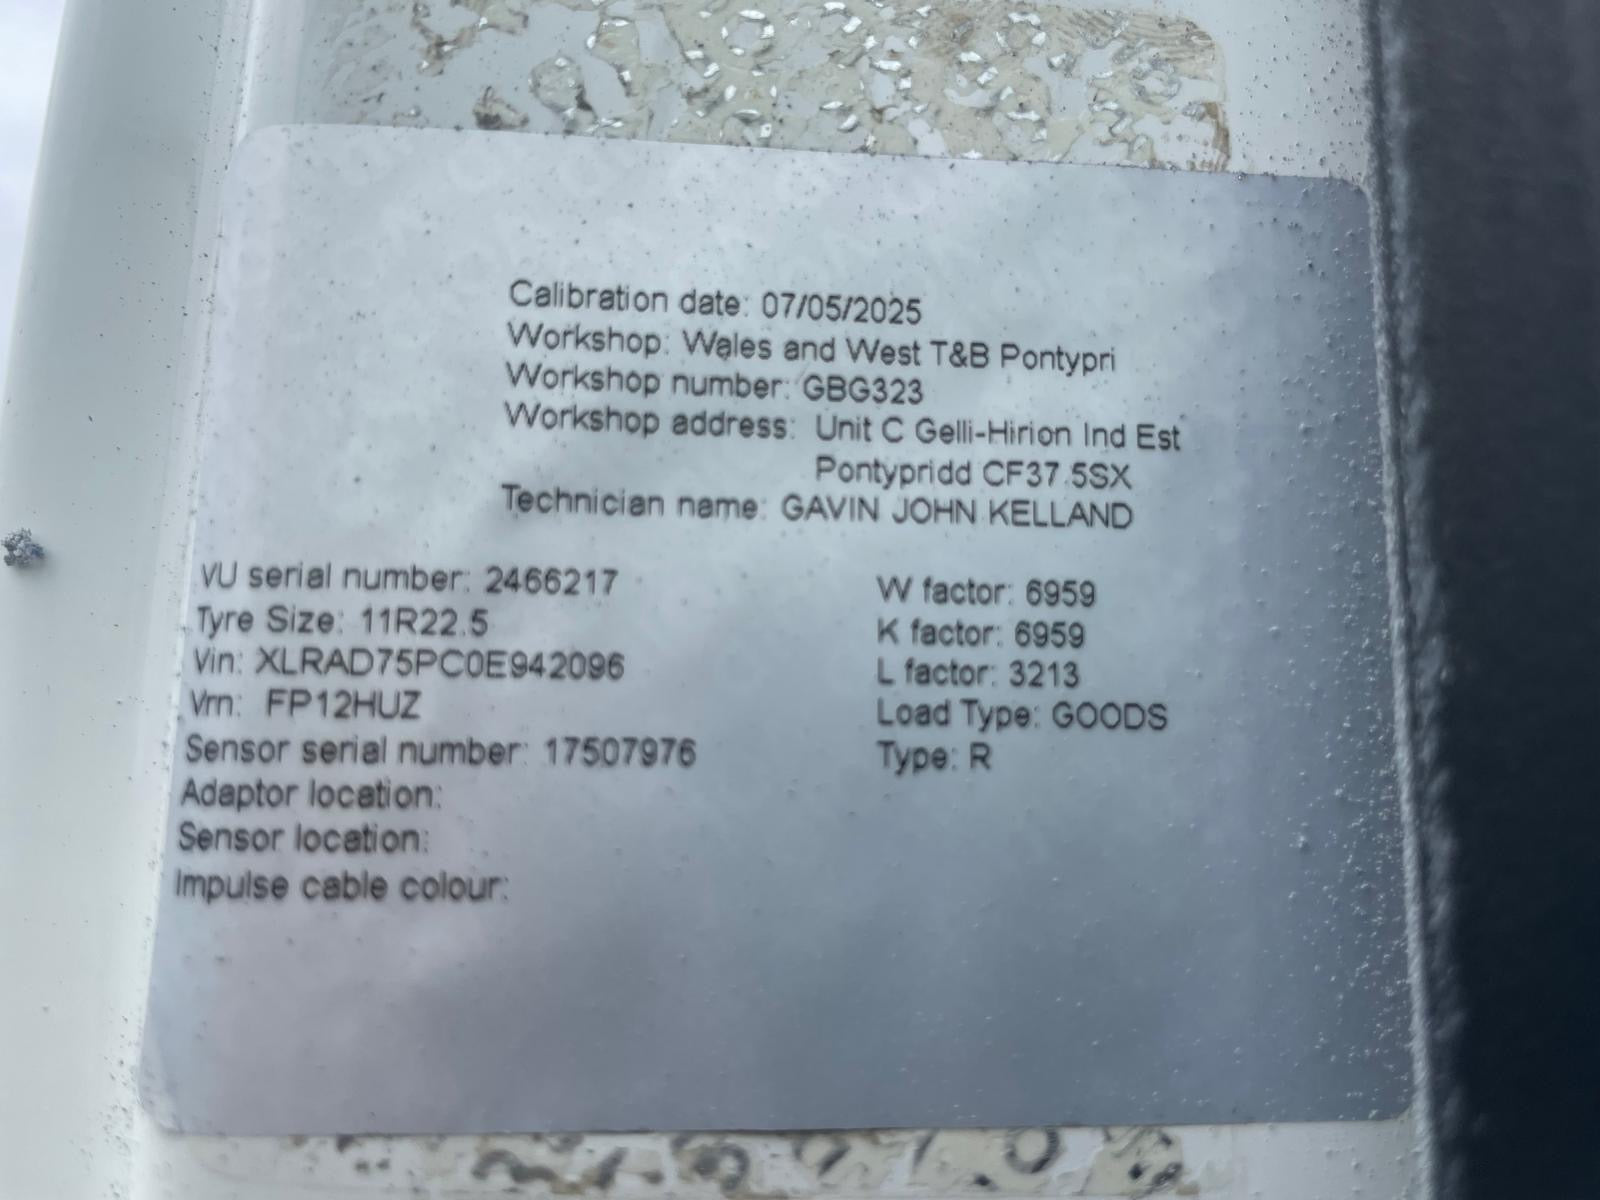 Calibration date: 07/05/2025
Workshop: Wales and West T&B Pontypri
Workshop number: GBG323
Workshop address: Unit C Gelli-Hirion Ind Est
Pontypridd CF37 5SX
Technician name: GAVIN JOHN KELLAND
VU serial number: 2466217
Tyre Size: 11R22.5
Vin: XLRAD75PC0E942096
Vrn: FP12HUZ
Sensor serial number: 17507976
Adaptor location:
Sensor location:
Impulse cable colour:
W factor: 6959
K factor: 6959
L factor: 3213
Load Type: GOODS
Type: R